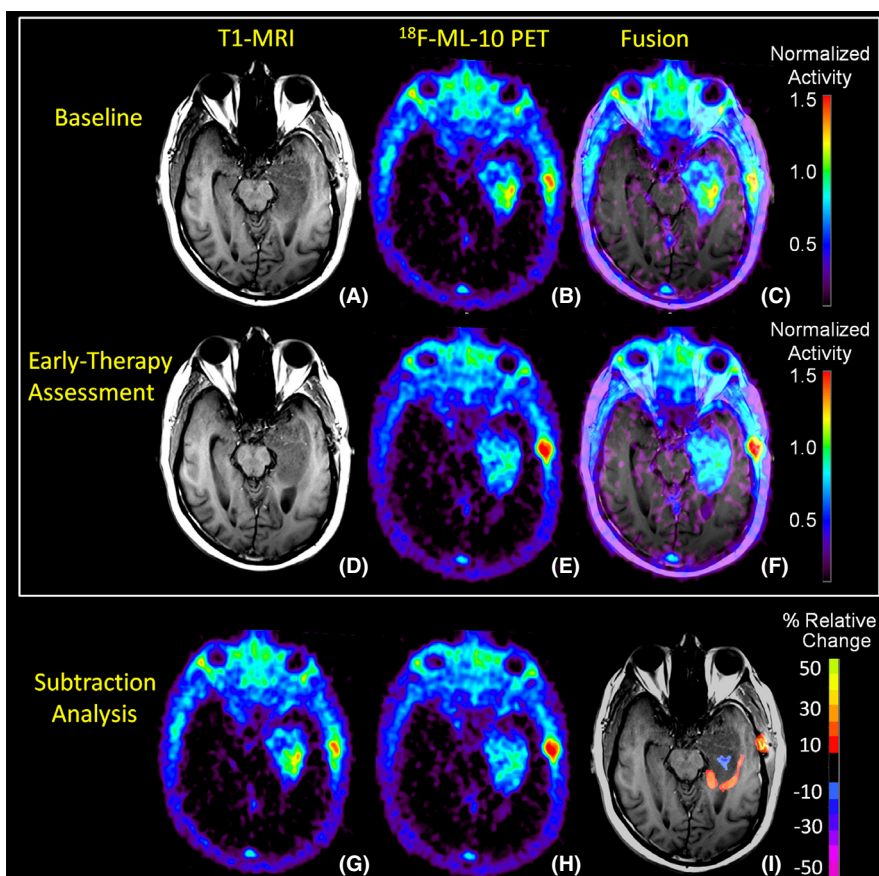 T1-MRI
¹⁸F-ML-10 PET
Fusion
Normalized
Activity
Baseline
1.5
1.0
0.5
(A)
(B)
(C)
Early-Therapy
Assessment
Normalized
Activity
1.5
1.0
0.5
(D)
(E)
(F)
Subtraction
Analysis
% Relative
Change
50
30
10
-10
-30
-50
(G)
(H)
(I)